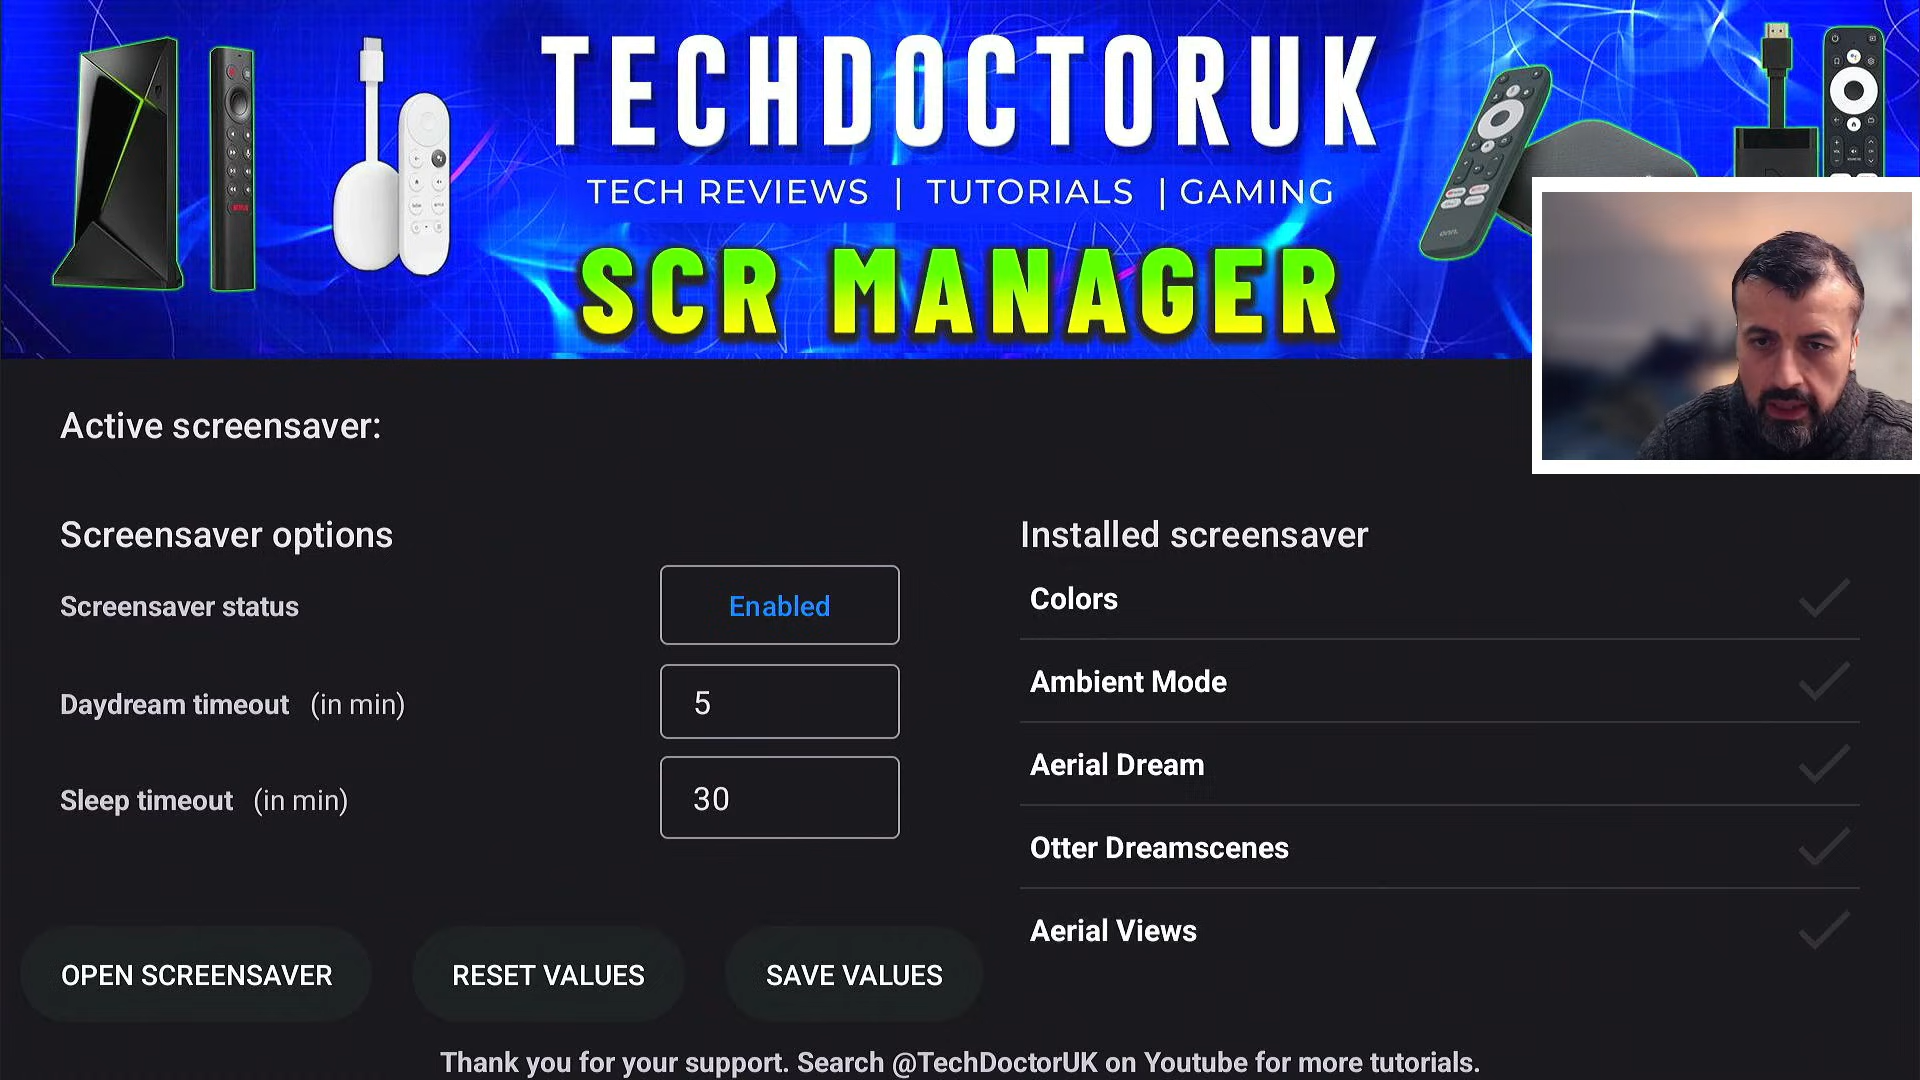 TECHDOCTORUK
TECH REVIEWS | TUTORIALS | GAMING
SCR MANAGER
Active screensaver:
Screensaver options
Screensaver status
Enabled
Daydream timeout (in min)
5
Sleep timeout (in min)
30
Installed screensaver
Colors
Ambient Mode
Aerial Dream
Otter Dreamscenes
Aerial Views
OPEN SCREENSAVER
RESET VALUES
SAVE VALUES
Thank you for your support. Search @TechDoctorUK on Youtube for more tutorials.